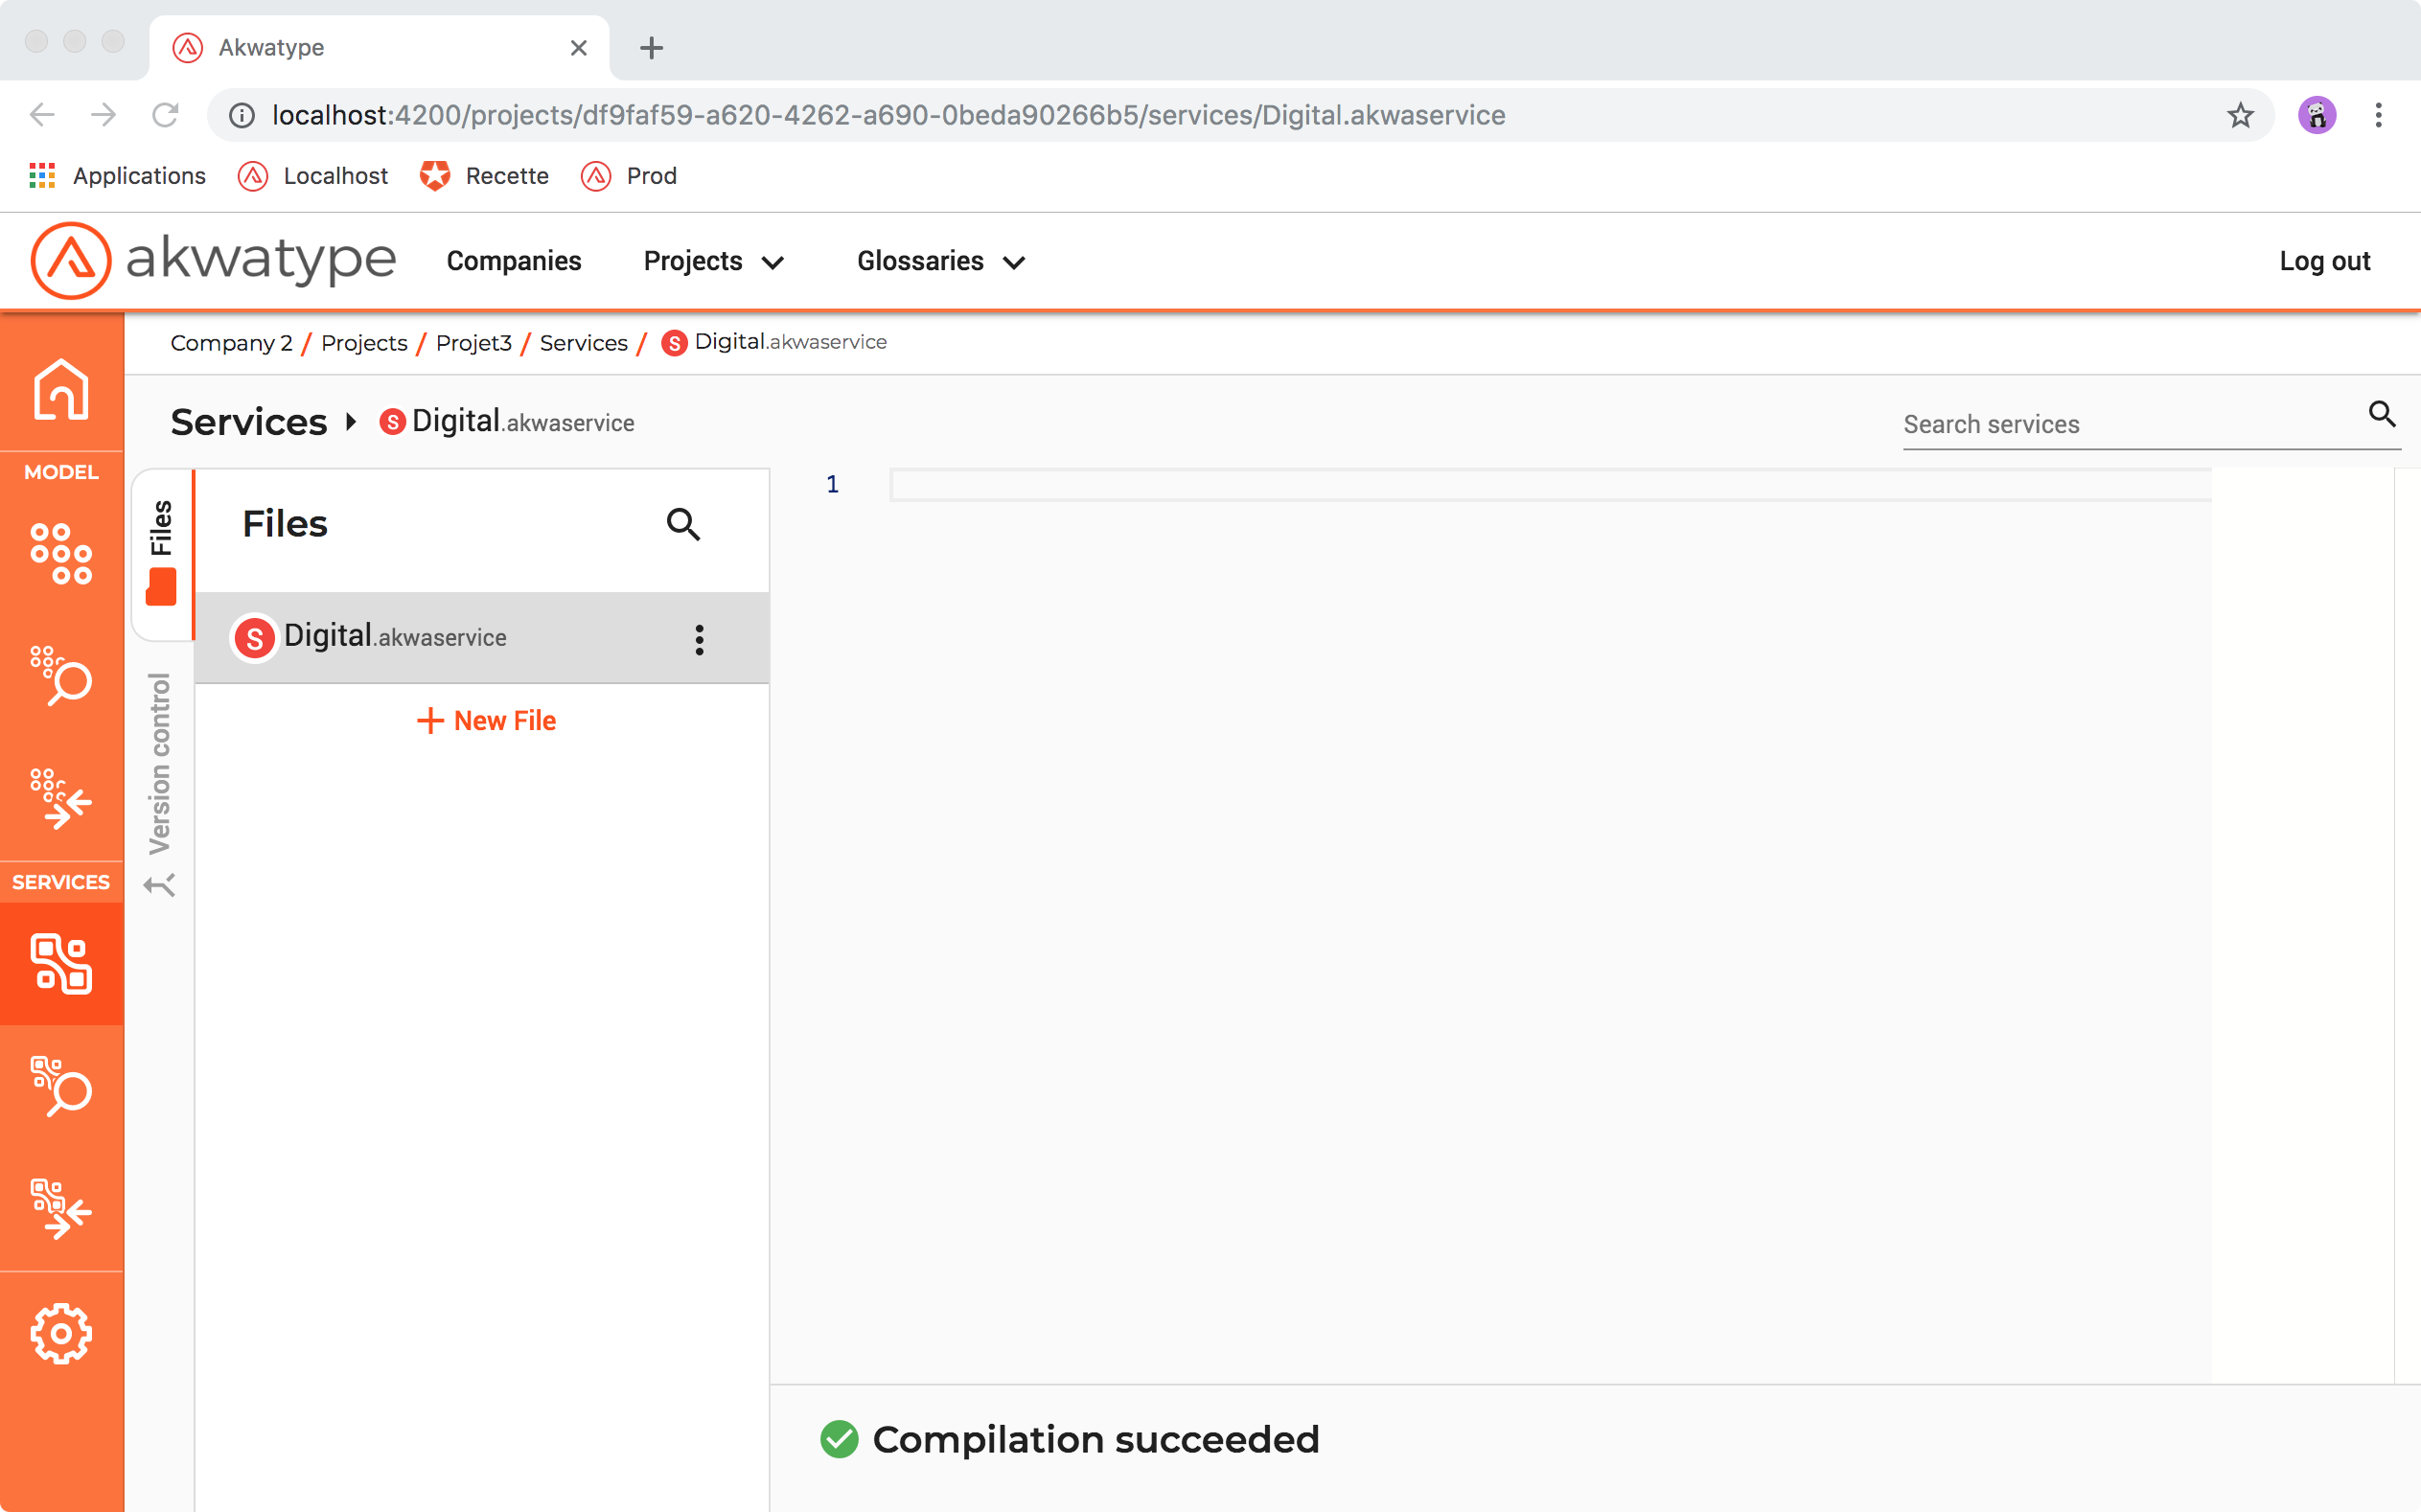 Akwatype
localhost:4200/projects/df9faf59-a620-4262-a690-0beda90266b5/services/Digital.akwaservice
Applications Localhost Recette Prod
akwatype Companies Projects Glossaries Log out
Company 2 / Projects / Projet3 / Services / S Digital.akwaservice
Services S Digital.akwaservice Search services
MODEL
Files
Files
1
S Digital.akwaservice
New File
Version control
SERVICES
Compilation succeeded